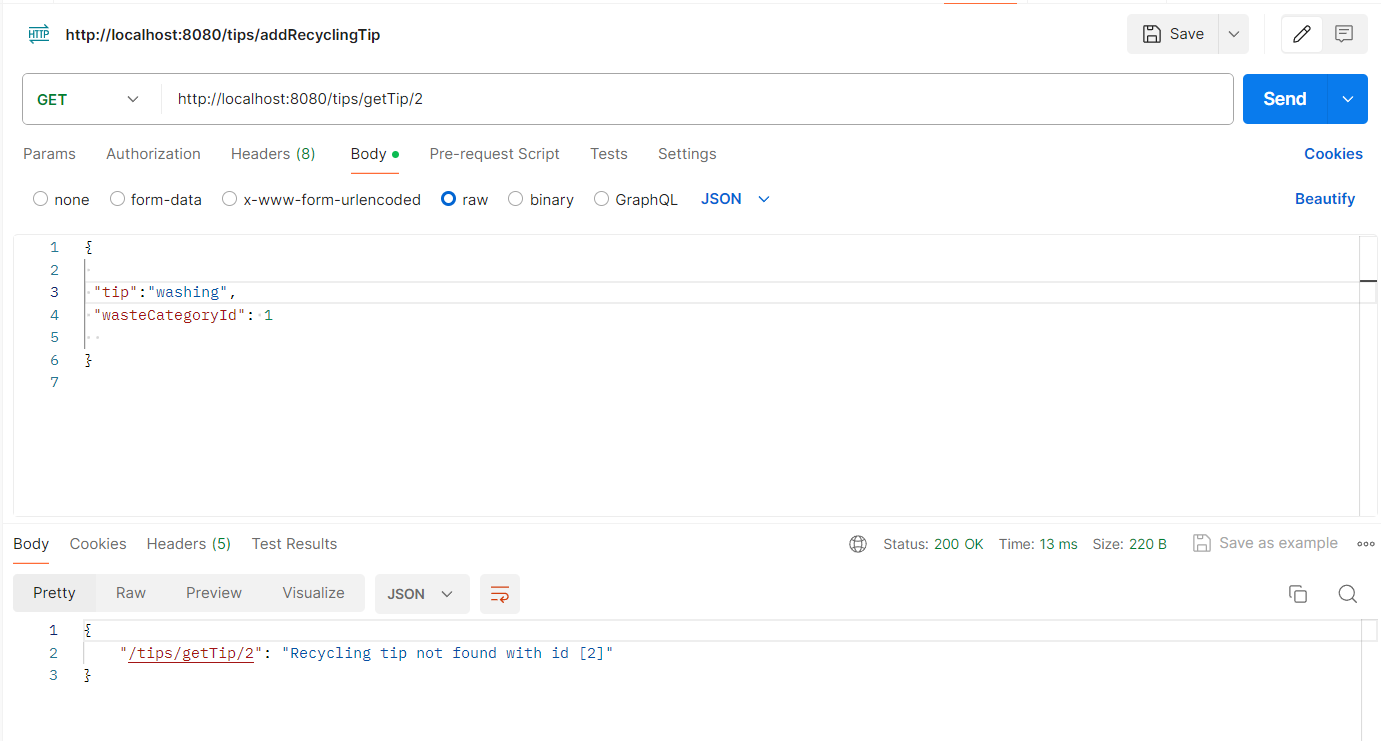 HTTP http://localhost:8080/tips/addRecyclingTip Save
GET http://localhost:8080/tips/getTip/2 Send
Params Authorization Headers (8) Body Pre-request Script Tests Settings Cookies
none form-data x-www-form-urlencoded raw binary GraphQL JSON Beautify
1 {
2
3 "tip":"washing",
4 "wasteCategoryId": 1
5
6 }
7
Body Cookies Headers (5) Test Results Status: 200 OK Time: 13 ms Size: 220 B Save as example
Pretty Raw Preview Visualize JSON
1 {
2 "/tips/getTip/2": "Recycling tip not found with id [2]"
3 }